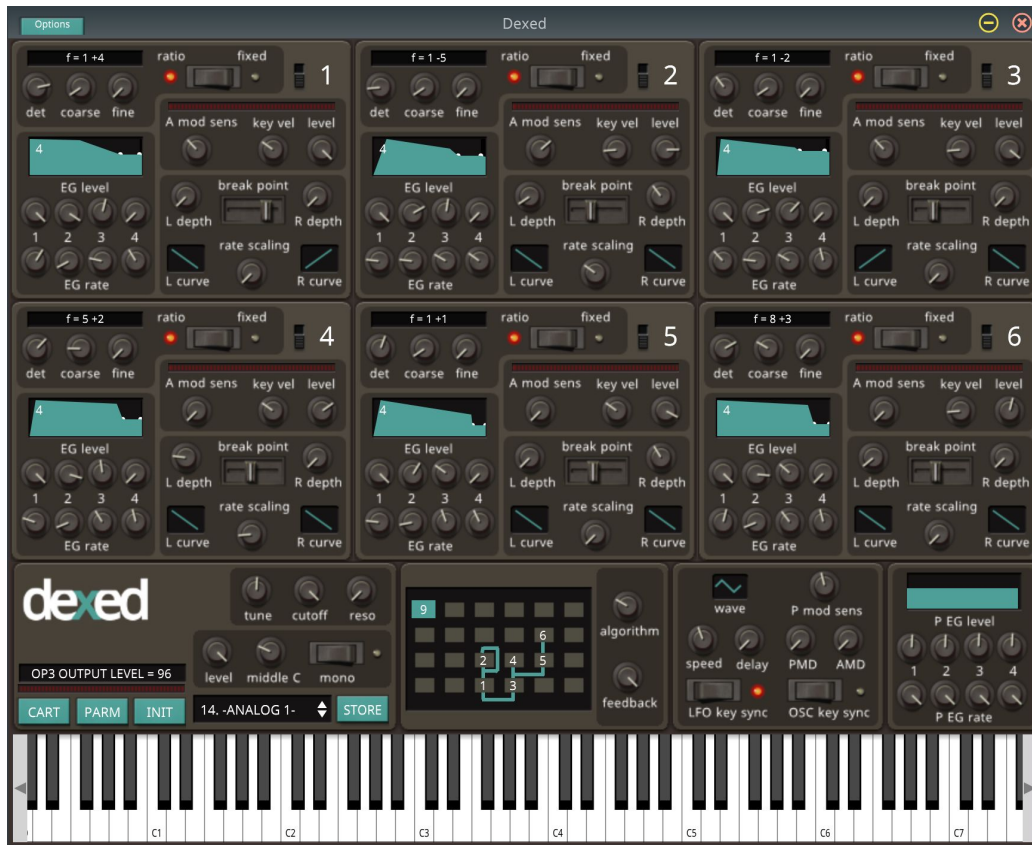 Options Dexed
f = 1 +4 ratio fixed 1
det coarse fine
A mod sens key vel level
4
EG level
break point
L depth R depth
1 2 3 4
rate scaling
EG rate
L curve R curve
f = 1 -5 ratio fixed 2
det coarse fine
A mod sens key vel level
4
EG level
break point
L depth R depth
1 2 3 4
rate scaling
EG rate
L curve R curve
f = 1 -2 ratio fixed 3
det coarse fine
A mod sens key vel level
4
EG level
break point
L depth R depth
1 2 3 4
rate scaling
EG rate
L curve R curve
f = 5 +2 ratio fixed 4
det coarse fine
A mod sens key vel level
4
EG level
break point
L depth R depth
1 2 3 4
rate scaling
EG rate
L curve R curve
f = 1 +1 ratio fixed 5
det coarse fine
A mod sens key vel level
4
EG level
break point
L depth R depth
1 2 3 4
rate scaling
EG rate
L curve R curve
f = 8 +3 ratio fixed 6
det coarse fine
A mod sens key vel level
4
EG level
break point
L depth R depth
1 2 3 4
rate scaling
EG rate
L curve R curve
dexed
tune cutoff reso
level middle C mono
OP3 OUTPUT LEVEL = 96
CART PARM INIT 14. -ANALOG 1- STORE
9
6
2 4 5
1 3
algorithm
feedback
wave P mod sens
speed delay PMD AMD
LFO key sync OSC key sync
P EG level
1 2 3 4
P EG rate
C1 C2 C3 C4 C5 C6 C7